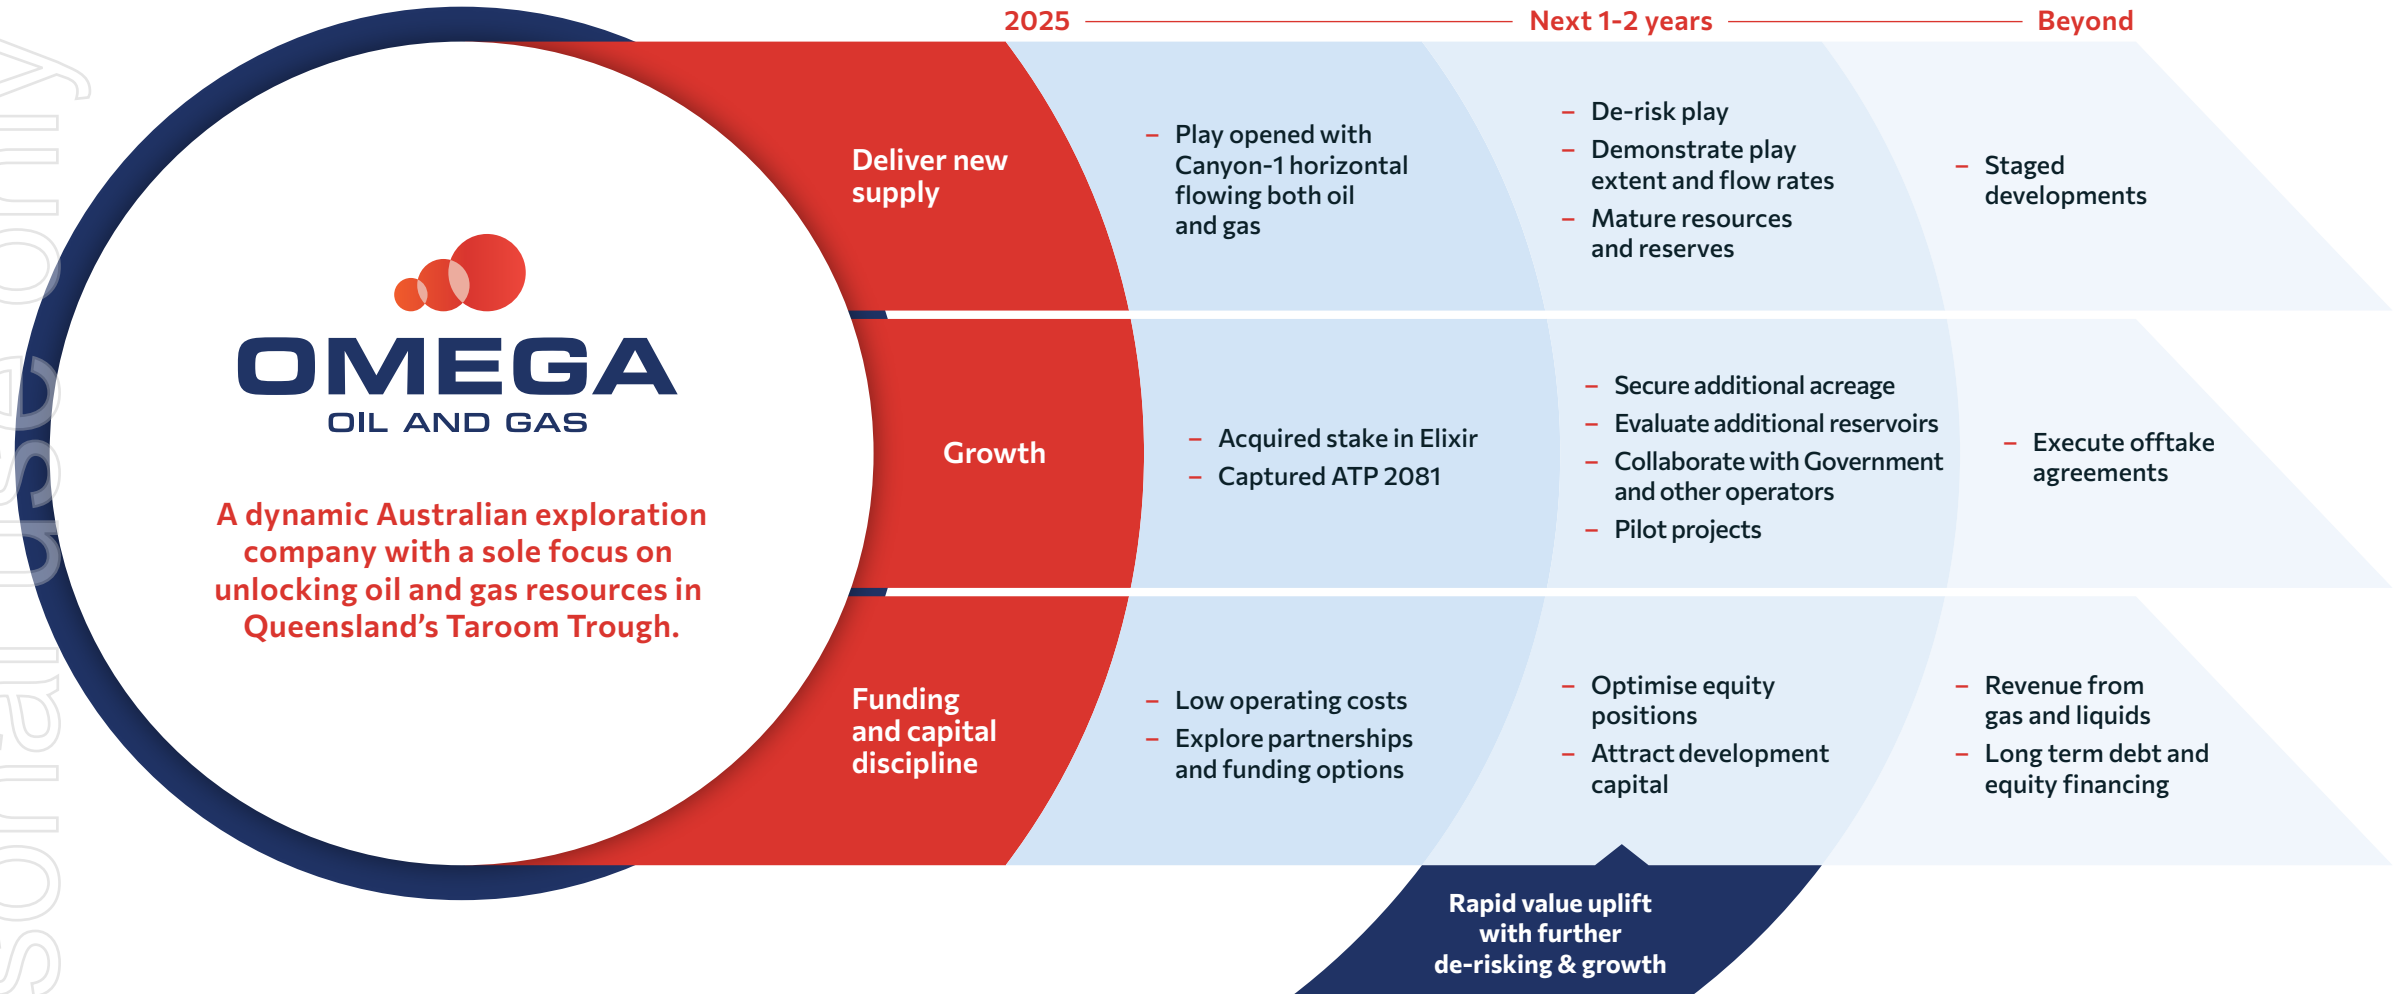 2025
Next 1-2 years
Beyond
OMEGA
OIL AND GAS
A dynamic Australian exploration
company with a sole focus on
unlocking oil and gas resources in
Queensland’s Taroom Trough.
Deliver new
supply
– Play opened with
Canyon-1 horizontal
flowing both oil
and gas
– De-risk play
– Demonstrate play
extent and flow rates
– Mature resources
and reserves
– Staged
developments
Growth
– Acquired stake in Elixir
– Captured ATP 2081
– Secure additional acreage
– Evaluate additional reservoirs
– Collaborate with Government
and other operators
– Pilot projects
– Execute offtake
agreements
Funding
and capital
discipline
– Low operating costs
– Explore partnerships
and funding options
– Optimise equity
positions
– Attract development
capital
– Revenue from
gas and liquids
– Long term debt and
equity financing
Rapid value uplift
with further
de-risking & growth
sonal use only